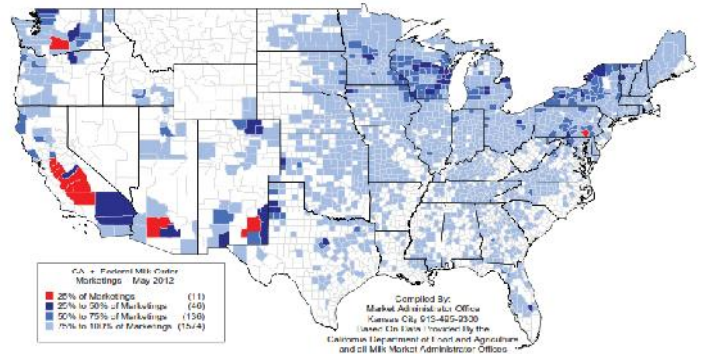 CA + Federal Milk Order
Marketings May 2012
25% of Marketings (11)
25% to 50% of Marketings (46)
50% to 75% of Marketings (156)
75% to 100% of Marketings (1574)
Compiled By:
Market Administrator Office
Kansas City 913-495-9300
Based On Data Provided By the
California Department of Food and Agriculture
and all Milk Market Administrator Offices